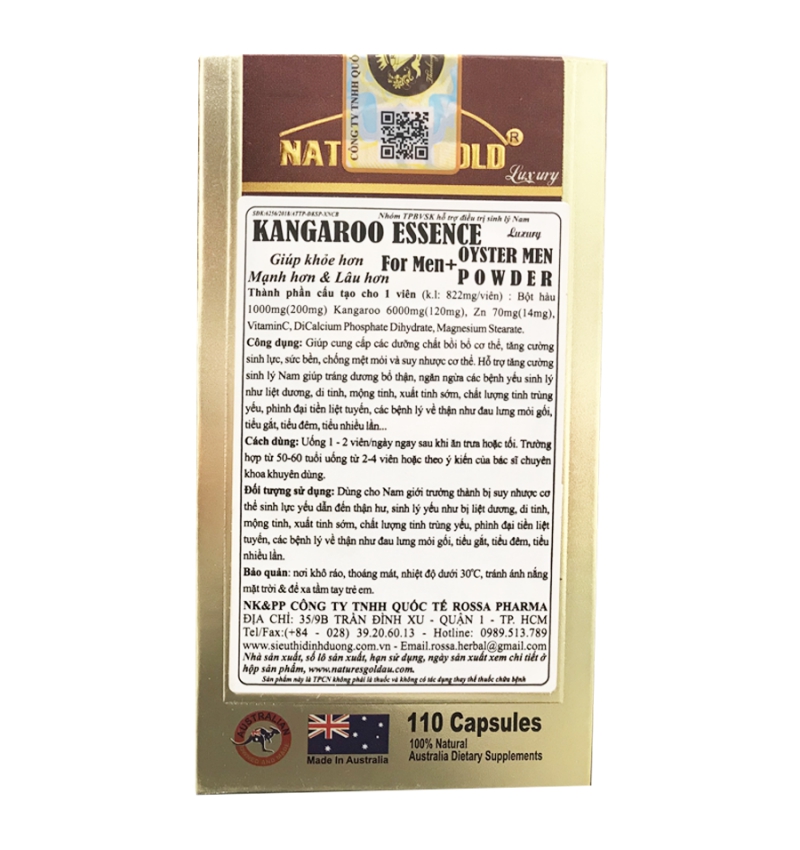 CÔNG TY TNHH QUỐC
NAT OLD®
Luxury
SĐK:6256/2018/ATTP-ĐKSP-XNCB Nhóm TPBVSK hỗ trợ điều trị sinh lý Nam
KANGAROO ESSENCE Luxury
Giúp khỏe hơn
Mạnh hơn & Lâu hơn
For Men+
OYSTER MEN
POWDER
Thành phần cấu tạo cho 1 viên (k.l: 822mg/viên) : Bột hàu
1000mg(200mg) Kangaroo 6000mg(120mg), Zn 70mg(14mg),
VitaminC, DiCalcium Phosphate Dihydrate, Magnesium Stearate.
Công dụng: Giúp cung cấp các dưỡng chất bồi bổ cơ thể, tăng cường
sinh lực, sức bền, chống mệt mỏi và suy nhược cơ thể. Hỗ trợ tăng cường
sinh lý Nam giúp tráng dương bổ thận, ngăn ngừa các bệnh yếu sinh lý
như liệt dương, di tinh, mộng tinh, xuất tinh sớm, chất lượng tinh trùng
yếu, phình đại tiền liệt tuyến, các bệnh lý về thận như đau lưng mỏi gối,
tiểu gắt, tiểu đêm, tiểu nhiều lần...
Cách dùng: Uống 1 - 2 viên/ngày ngay sau khi ăn trưa hoặc tối. Trường
hợp từ 50-60 tuổi uống từ 2-4 viên hoặc theo ý kiến của bác sĩ chuyên
khoa khuyên dùng.
Đối tượng sử dụng: Dùng cho Nam giới trưởng thành bị suy nhược cơ
thể sinh lực yếu dẫn đến thận hư, sinh lý yếu như bị liệt dương, di tinh,
mộng tinh, xuất tinh sớm, chất lượng tinh trùng yếu, phình đại tiền liệt
tuyến, các bệnh lý về thận như đau lưng mỏi gối, tiểu gắt, tiểu đêm, tiểu
nhiều lần.
Bảo quản: nơi khô ráo, thoáng mát, nhiệt độ dưới 30°C, tránh ánh nắng
mặt trời & để xa tầm tay trẻ em.
NK&PP CÔNG TY TNHH QUỐC TẾ ROSSA PHARMA
ĐỊA CHỈ: 35/9B TRẦN ĐÌNH XU - QUẬN 1 - TP. HCM
Tel/Fax:(+84 - 028) 39.20.60.13 - Hotline: 0989.513.789
www.sieuthidinhduong.com.vn - Email.rossa.herbal@gmail.com
Nhà sản xuất, số lô sản xuất, hạn sử dụng, ngày sản xuất xem chi tiết ở
hộp sản phẩm, www.naturesgoldau.com.
Sản phẩm này là TPCN không phải là thuốc và không có tác dụng thay thế thuốc chữa bệnh
AUSTRALIAN
Made In Australia
110 Capsules
100% Natural
Australia Dietary Supplements